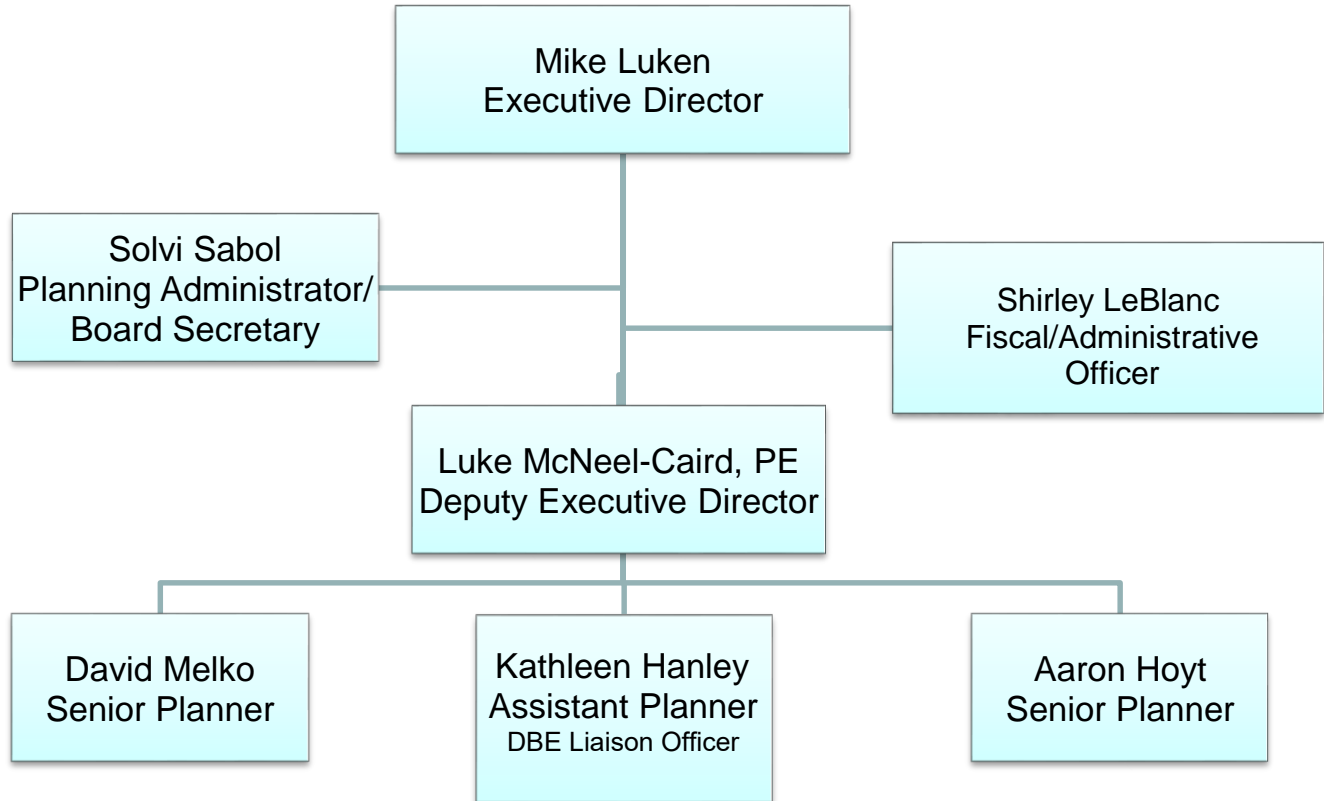 Mike Luken
Executive Director
Solvi Sabol
Planning Administrator/
Board Secretary
Shirley LeBlanc
Fiscal/Administrative
Officer
Luke McNeel-Caird, PE
Deputy Executive Director
David Melko
Senior Planner
Kathleen Hanley
Assistant Planner
DBE Liaison Officer
Aaron Hoyt
Senior Planner